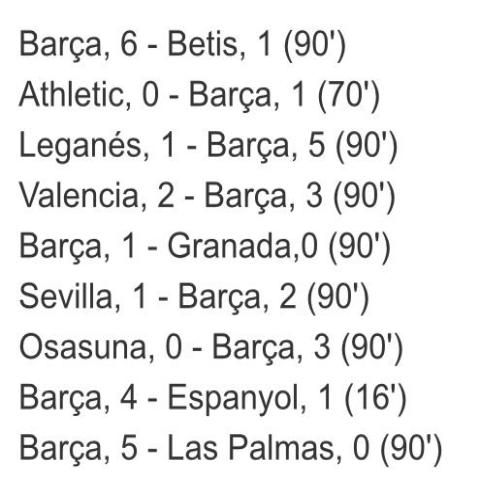 Barça, 6 - Betis, 1 (90')
Athletic, 0 - Barça, 1 (70')
Leganés, 1 - Barça, 5 (90')
Valencia, 2 - Barça, 3 (90')
Barça, 1 - Granada,0 (90')
Sevilla, 1 - Barça, 2 (90')
Osasuna, 0 - Barça, 3 (90')
Barça, 4 - Espanyol, 1 (16')
Barça, 5 - Las Palmas, 0 (90')